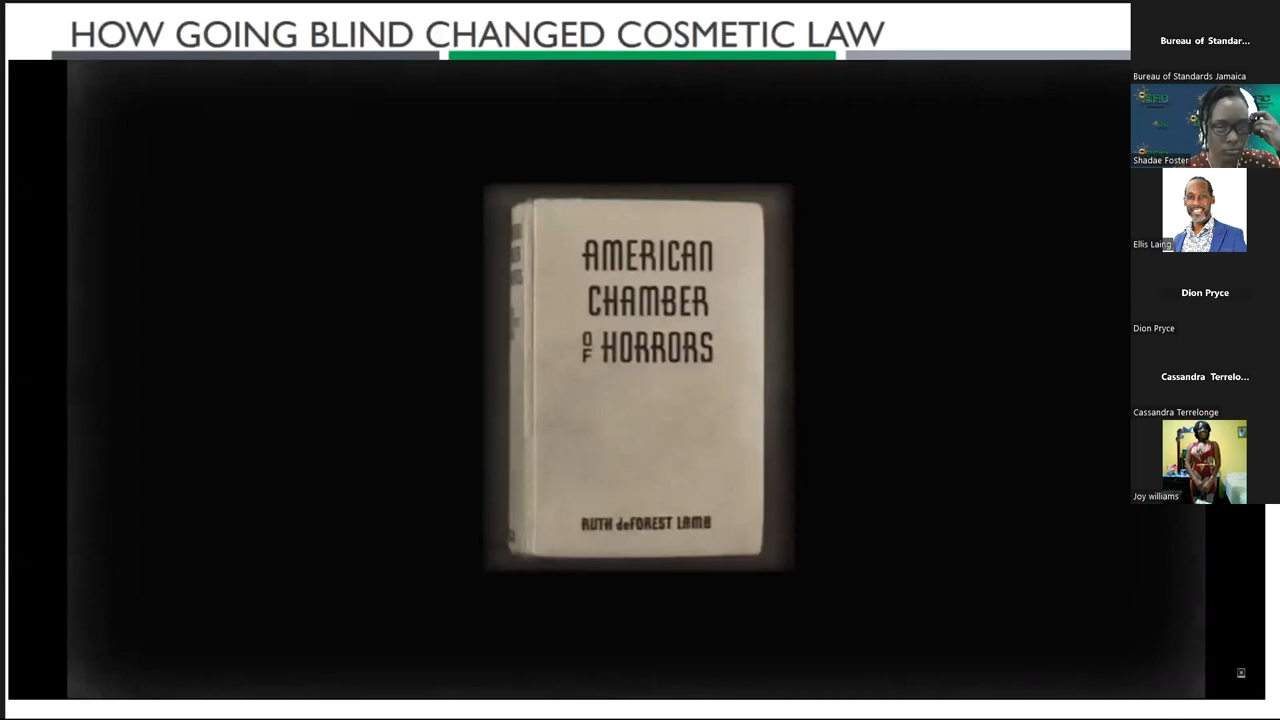 HOW GOING BLIND CHANGED COSMETIC LAW
AMERICAN
CHAMBER
OF HORRORS
RUTH deFOREST LAMB
Bureau of Standar...
Bureau of Standards Jamaica
Shadae Foster
Ellis Laing
Dion Pryce
Dion Pryce
Cassandra Terrelo...
Cassandra Terrelonge
Joy williams